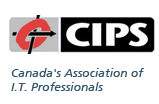 CIPS
Canada's Association of
I.T. Professionals